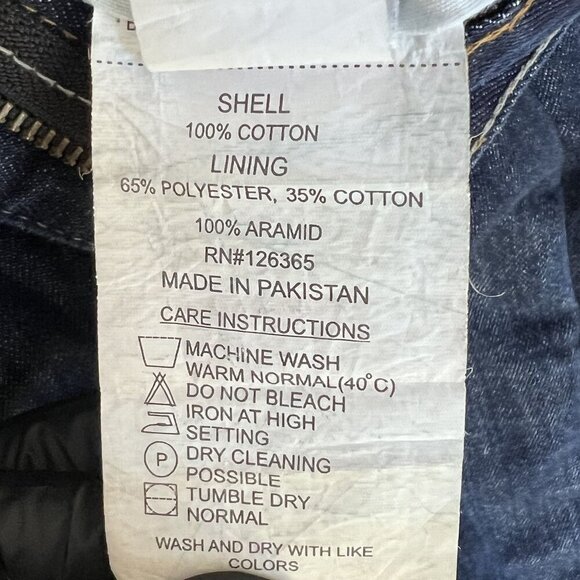 SHELL
100% COTTON
LINING
65% POLYESTER, 35% COTTON
100% ARAMID
RN#126365
MADE IN PAKISTAN
CARE INSTRUCTIONS
MACHINE WASH
WARM NORMAL(40°C)
DO NOT BLEACH
IRON AT HIGH
SETTING
P DRY CLEANING
POSSIBLE
TUMBLE DRY
NORMAL
WASH AND DRY WITH LIKE
COLORS